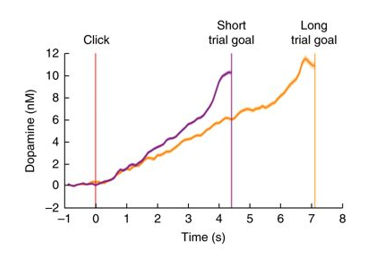 Click
Short
trial goal
Long
trial goal
Dopamine (nM)
12
10
8
6
4
2
0
–2
–1 0 1 2 3 4 5 6 7 8
Time (s)